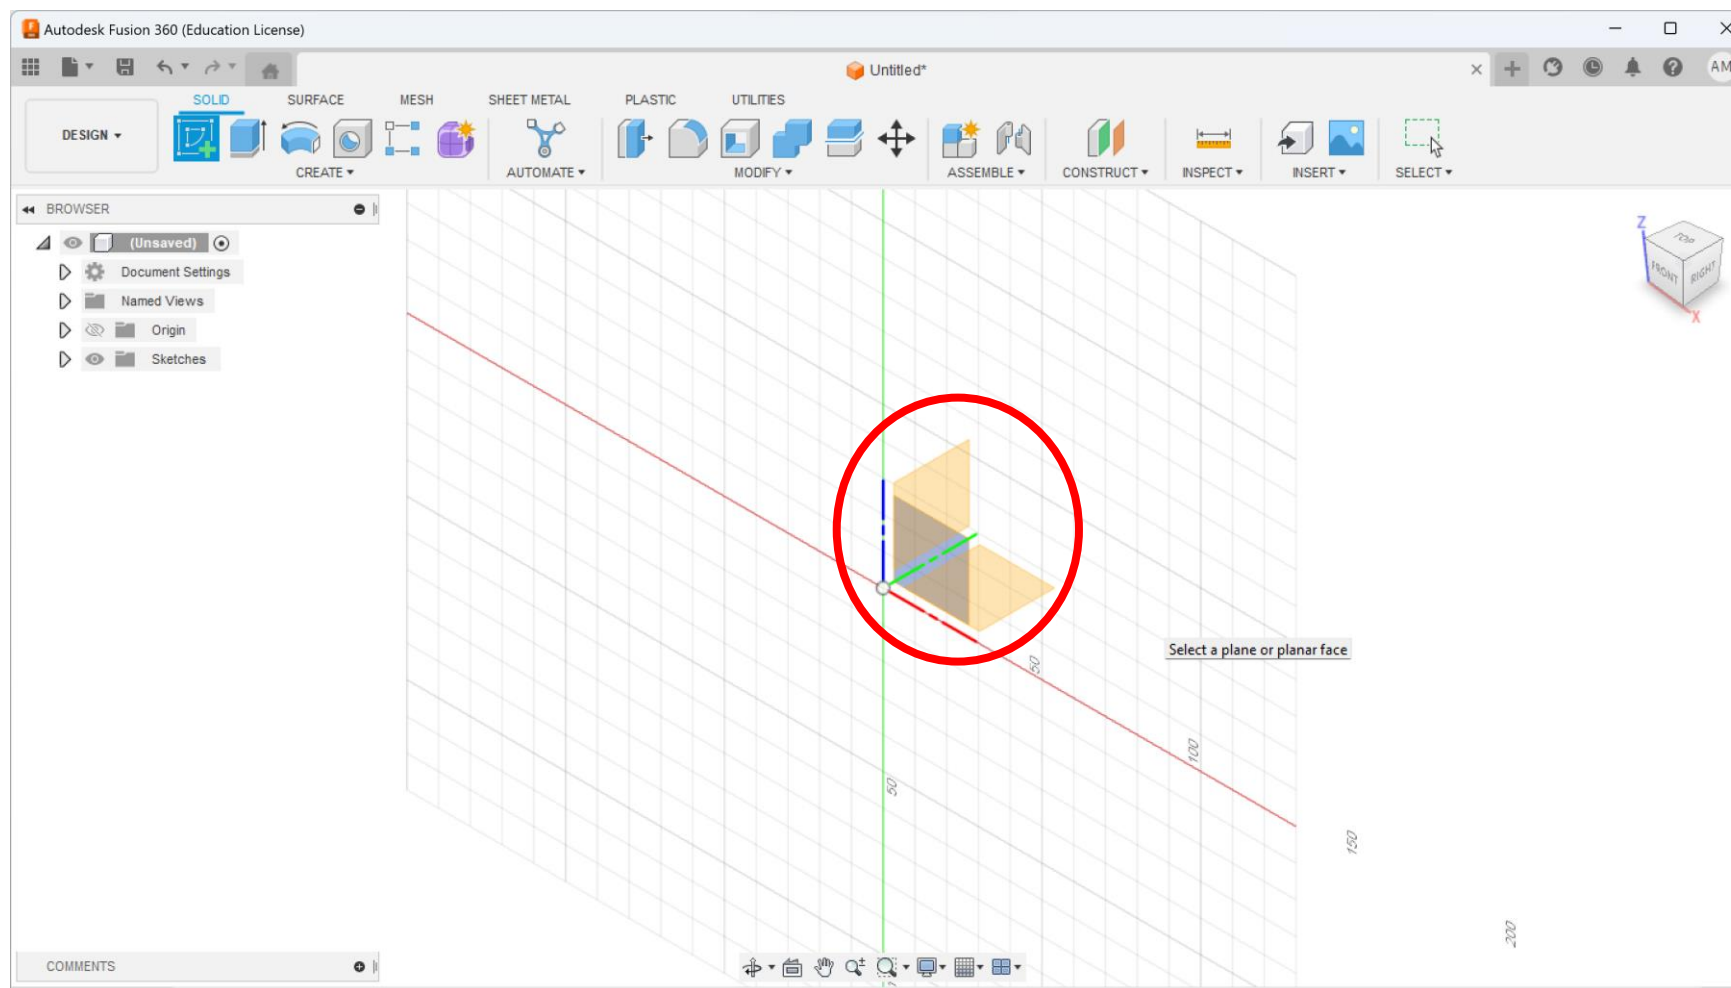 Autodesk Fusion 360 (Education License)
Untitled*
AM
SOLID SURFACE MESH SHEET METAL PLASTIC UTILITIES
DESIGN
CREATE AUTOMATE MODIFY ASSEMBLE CONSTRUCT INSPECT INSERT SELECT
BROWSER
(Unsaved)
Document Settings
Named Views
Origin
Sketches
Z
TOP
FRONT RIGHT
X
Select a plane or planar face
50
100
50
150
200
COMMENTS